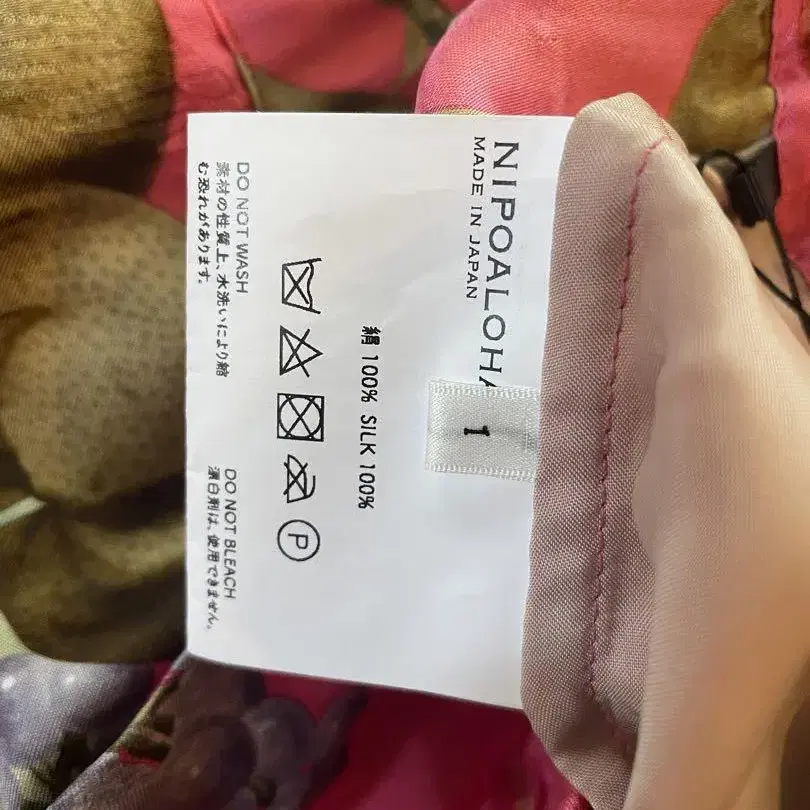 NIPOALOHA
MADE IN JAPAN
1
絹 100% SILK 100%
P
DO NOT WASH
素材の性質上、水洗いにより縮
む恐れがあります。
DO NOT BLEACH
漂白剤は、使用できません。